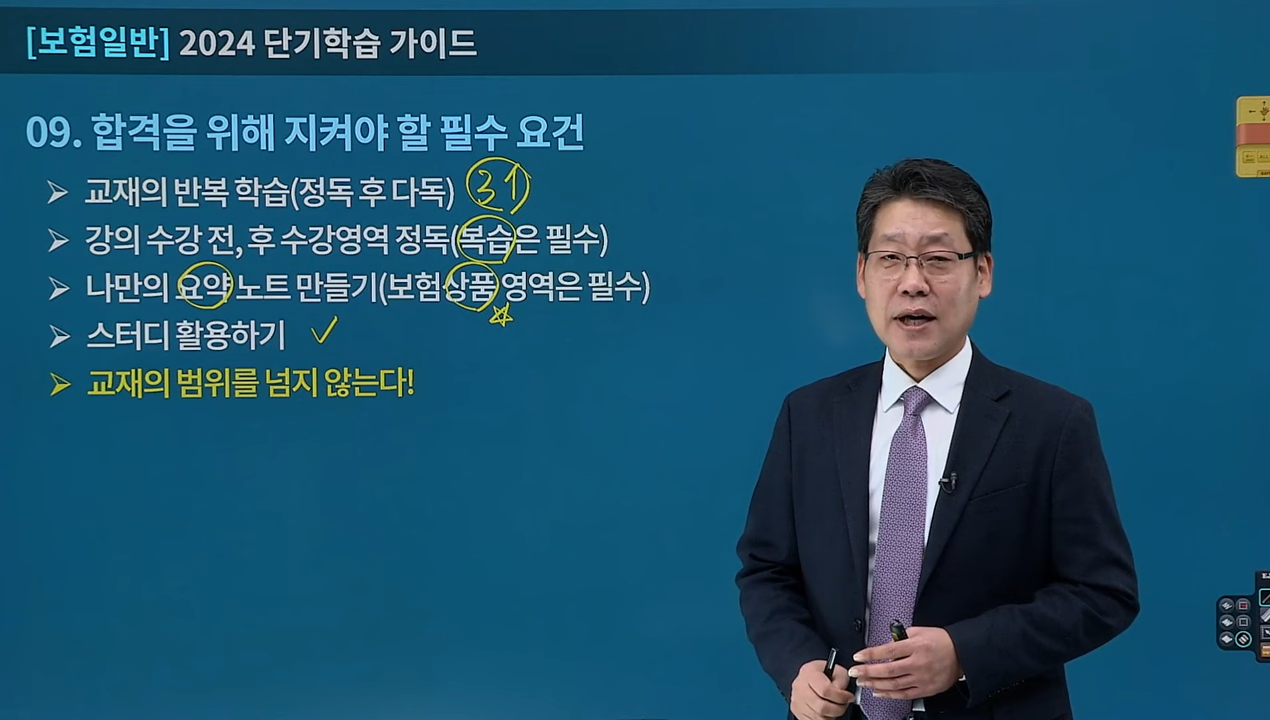 [보험일반] 2024 단기학습 가이드
09. 합격을 위해 지켜야 할 필수 요건
➢ 교재의 반복 학습(정독 후 다독) 31
➢ 강의 수강 전, 후 수강영역 정독(복습은 필수)
➢ 나만의 요약 노트 만들기(보험상품 영역은 필수)
➢ 스터디 활용하기
➢ 교재의 범위를 넘지 않는다!